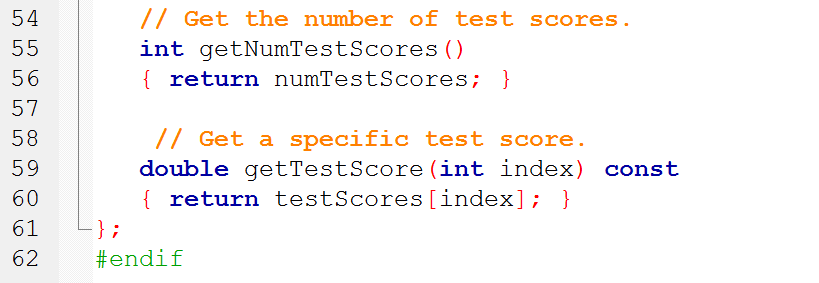 54 // Get the number of test scores.
55 int getNumTestScores()
56 { return numTestScores; }
57
58 // Get a specific test score.
59 double getTestScore(int index) const
60 { return testScores[index]; }
61 };
62 #endif